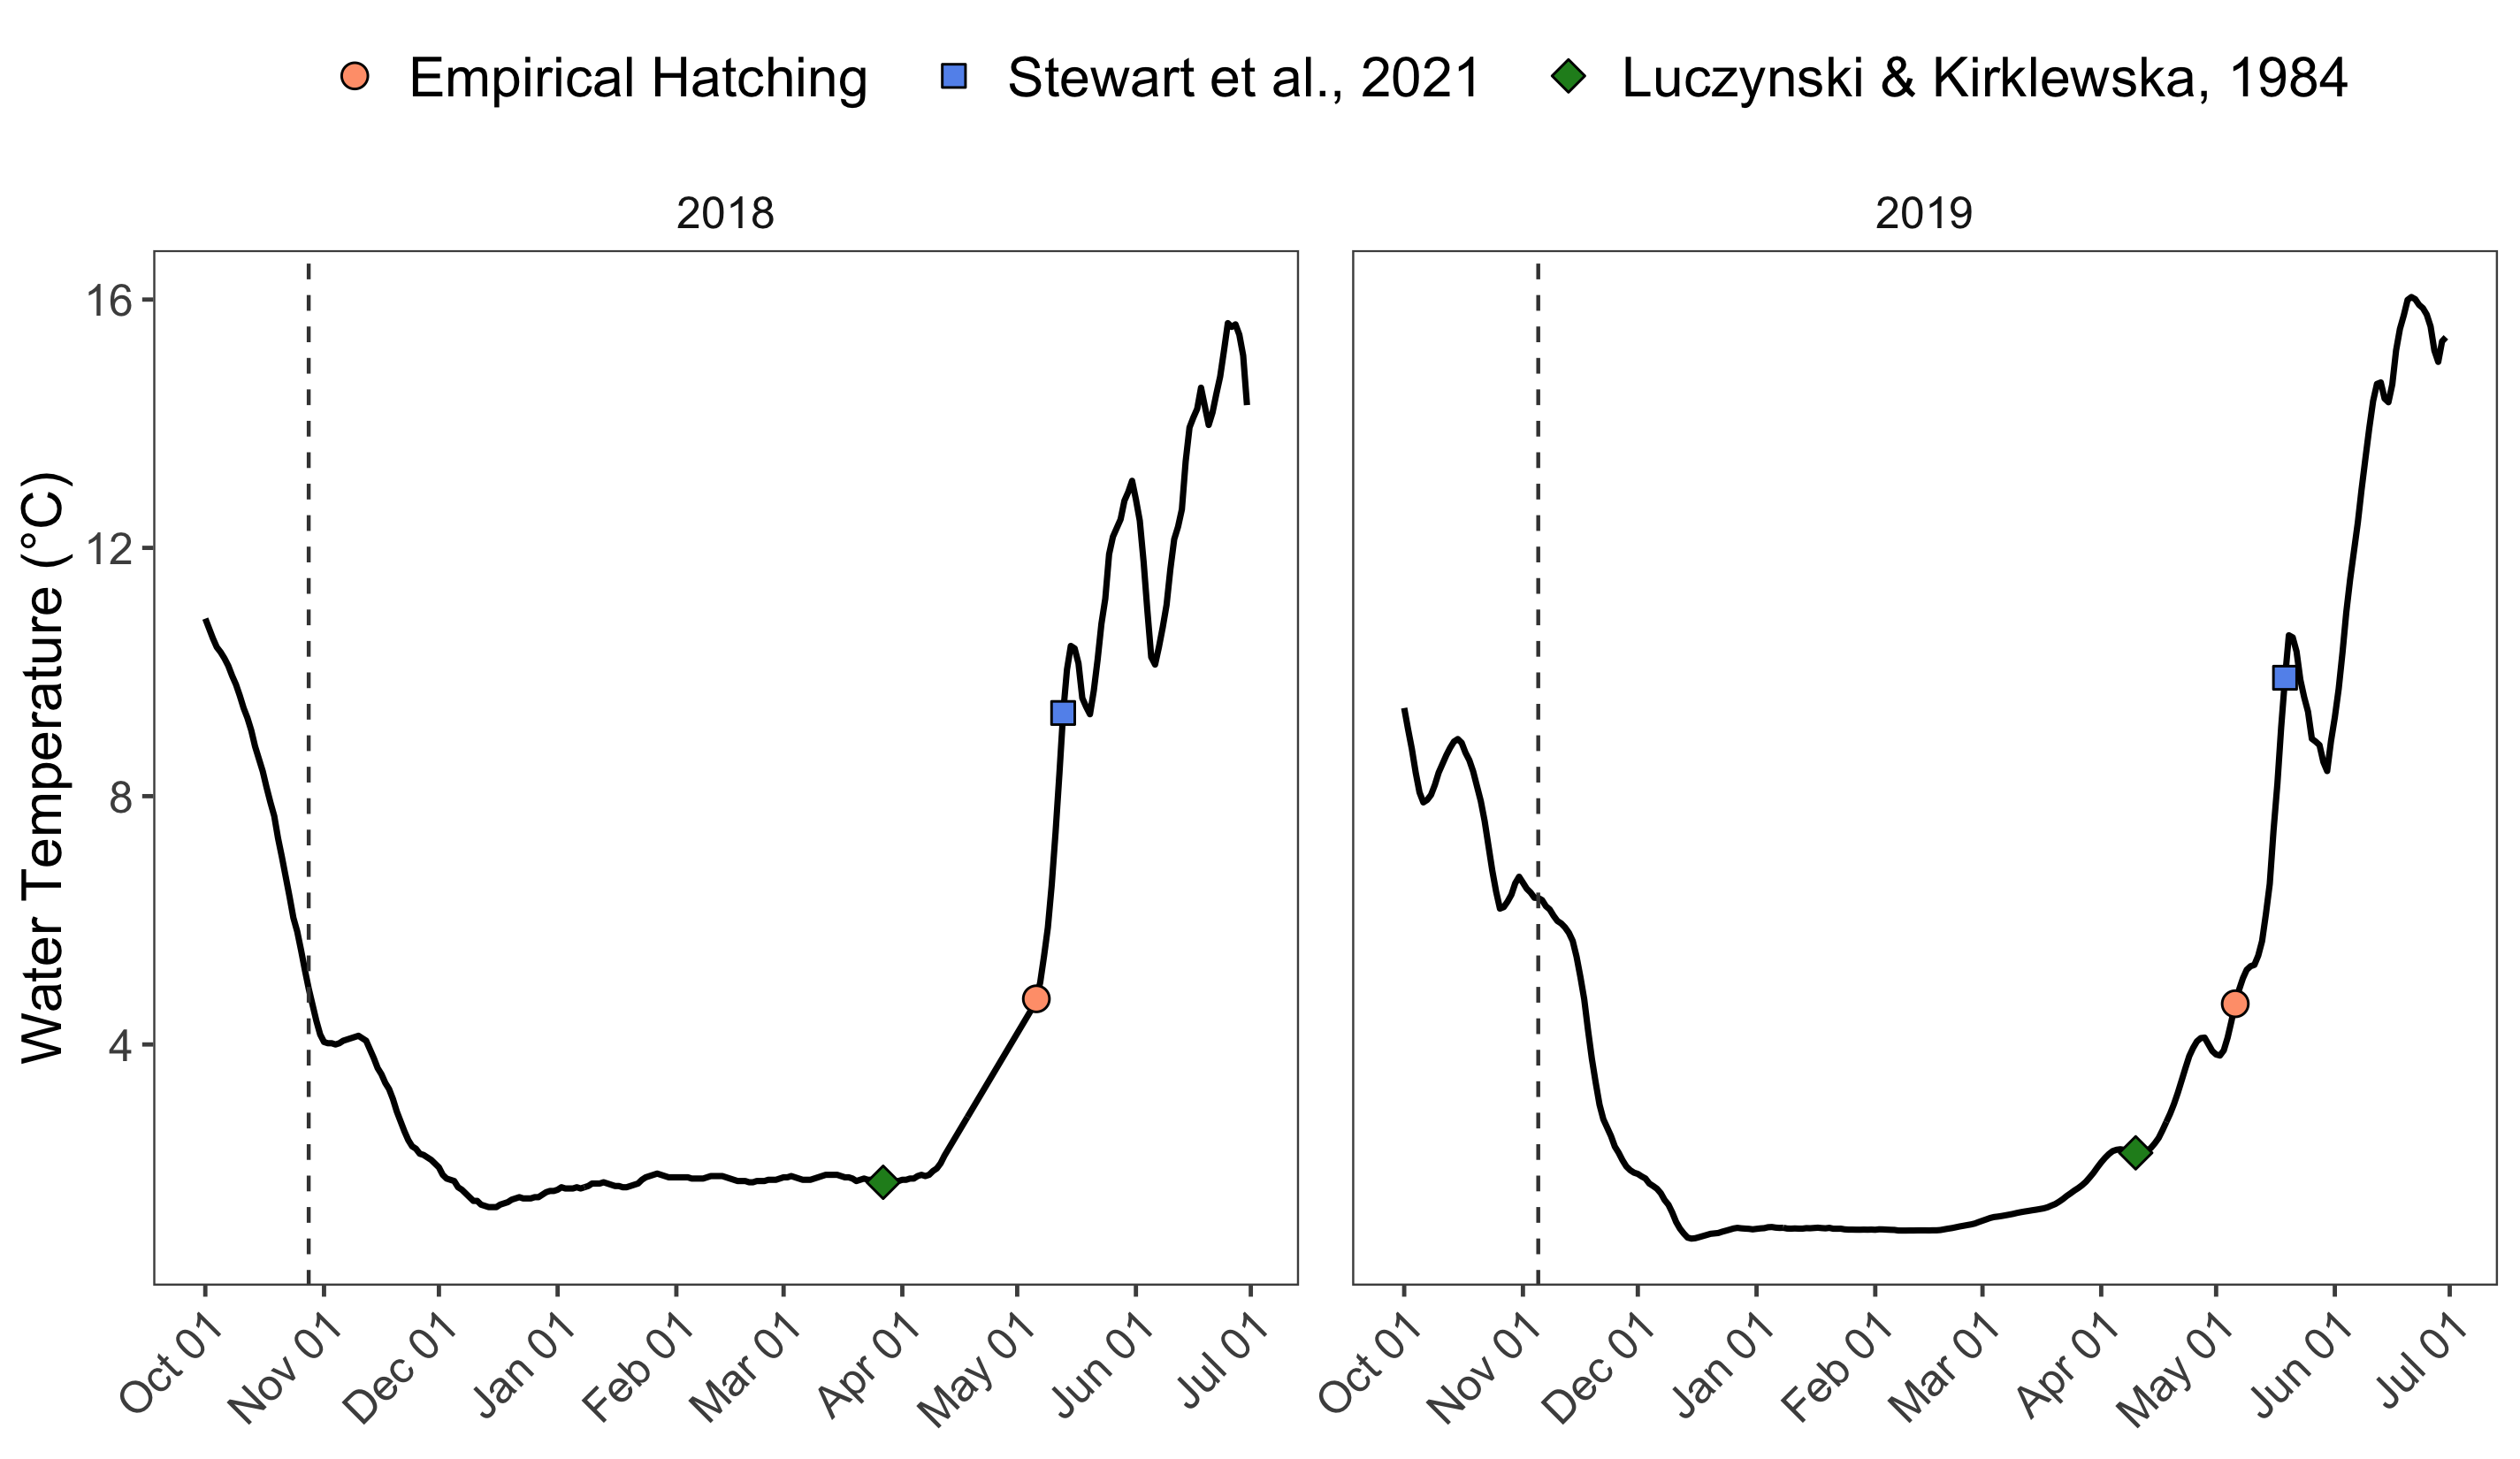 Empirical Hatching Stewart et al., 2021 Luczynski & Kirklewska, 1984
2018 2019
Water Temperature (°C)
16
12
8
4
Oct 01 Nov 01 Dec 01 Jan 01 Feb 01 Mar 01 Apr 01 May 01 Jun 01 Jul 01 Oct 01 Nov 01 Dec 01 Jan 01 Feb 01 Mar 01 Apr 01 May 01 Jun 01 Jul 01